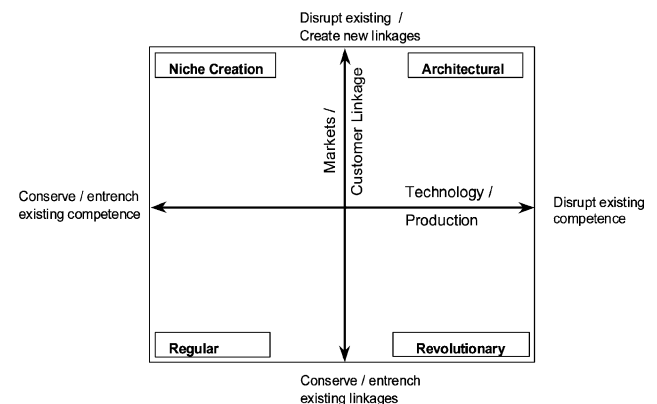 Disrupt existing /
Create new linkages
Niche Creation
Architectural
Markets /
Customer Linkage
Conserve / entrench
existing competence
Technology /
Production
Disrupt existing
competence
Regular
Revolutionary
Conserve / entrench
existing linkages